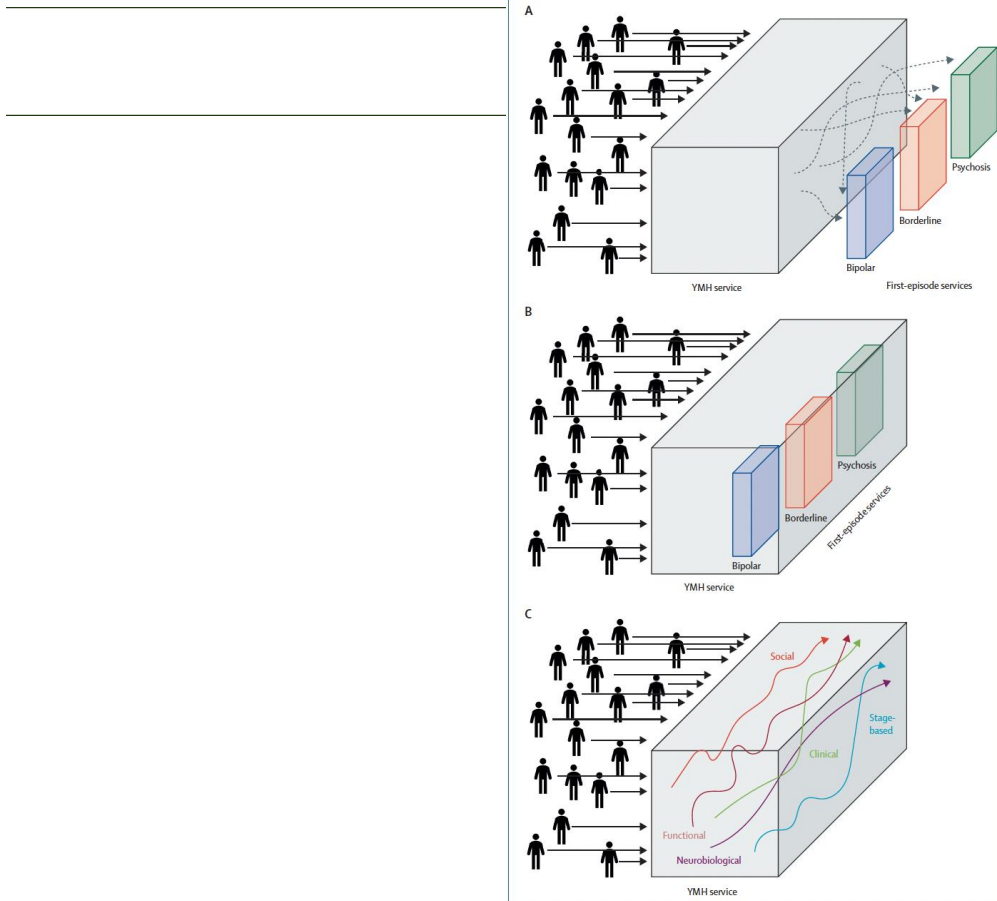 A
Psychosis
Borderline
Bipolar
YMH service
First-episode services
B
Psychosis
Borderline
Bipolar
First-episode services
YMH service
C
Social
Stage-
based
Clinical
Functional
Neurobiological
YMH service